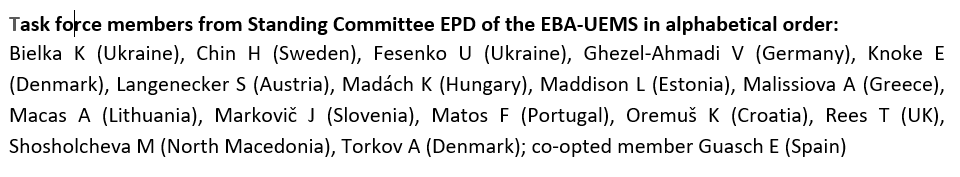 Task force members from Standing Committee EPD of the EBA-UEMS in alphabetical order:
Bielka K (Ukraine), Chin H (Sweden), Fesenko U (Ukraine), Ghezel-Ahmadi V (Germany), Knoke E
(Denmark), Langenecker S (Austria), Madách K (Hungary), Maddison L (Estonia), Malissiova A (Greece),
Macas A (Lithuania), Markovič J (Slovenia), Matos F (Portugal), Oremuš K (Croatia), Rees T (UK),
Shosholcheva M (North Macedonia), Torkov A (Denmark); co-opted member Guasch E (Spain)